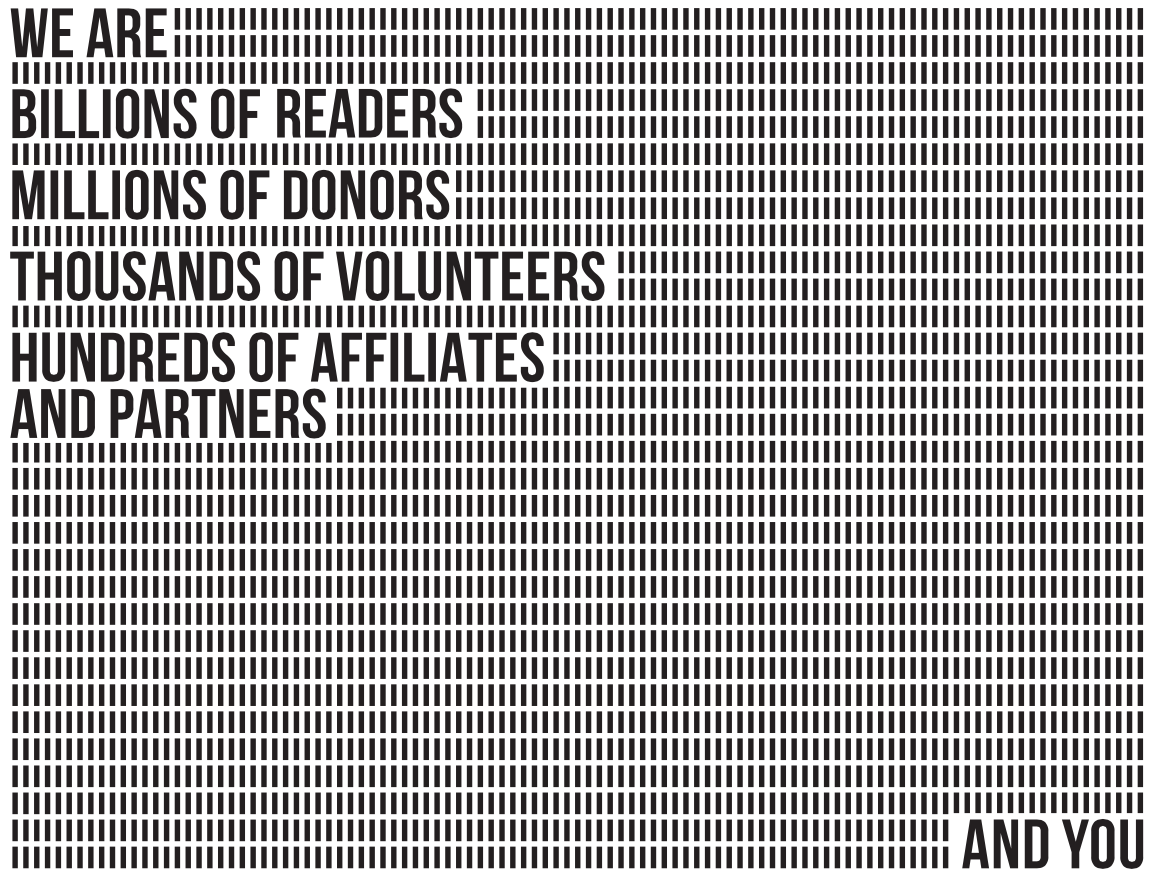 WE ARE
BILLIONS OF READERS
MILLIONS OF DONORS
THOUSANDS OF VOLUNTEERS
HUNDREDS OF AFFILIATES
AND PARTNERS
AND YOU